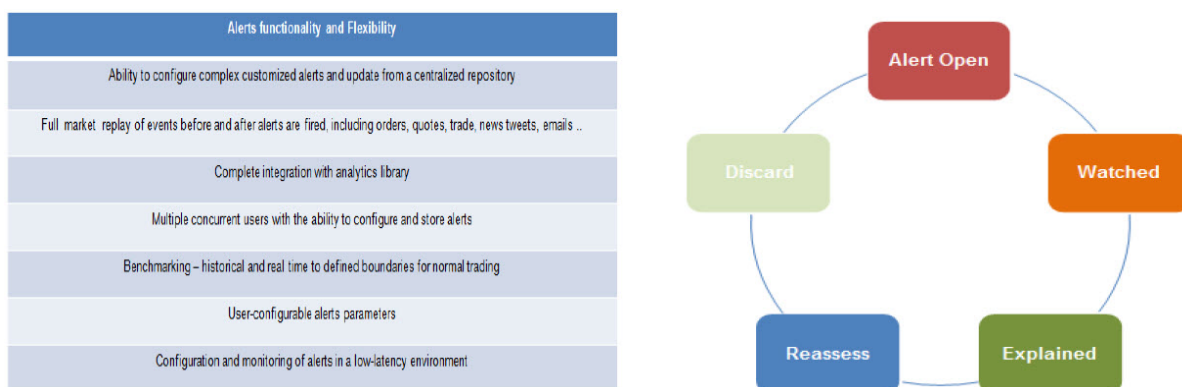 Alerts functionality and Flexibility
Ability to configure complex customized alerts and update from a centralized repository
Full market replay of events before and after alerts are fired, including orders, quotes, trade, news tweets, emails ..
Complete integration with analytics library
Multiple concurrent users with the ability to configure and store alerts
Benchmarking – historical and real time to defined boundaries for normal trading
User-configurable alerts parameters
Configuration and monitoring of alerts in a low-latency environment
Alert Open
Watched
Explained
Reassess
Discard